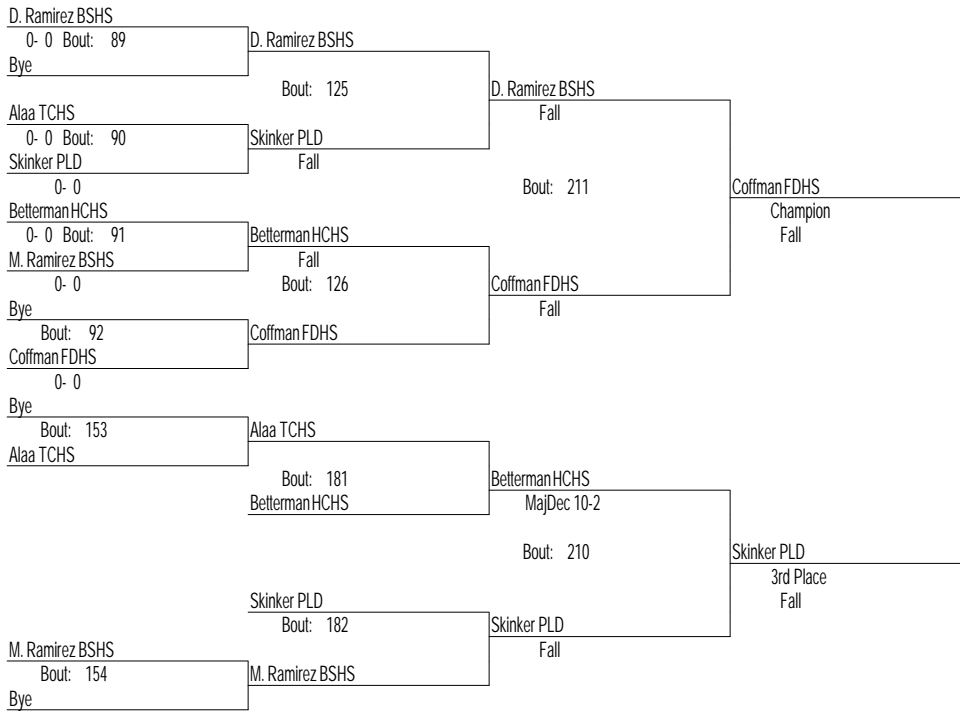 D. Ramirez BSHS
0- 0 Bout: 89
D. Ramirez BSHS
Bye
Bout: 125
D. Ramirez BSHS
Alaa TCHS
Fall
0- 0 Bout: 90
Skinker PLD
Skinker PLD
Fall
0- 0
Bout: 211
Coffman FDHS
Betterman HCHS
Champion
0- 0 Bout: 91
Betterman HCHS
Fall
M. Ramirez BSHS
Fall
0- 0
Bout: 126
Coffman FDHS
Bye
Fall
Bout: 92
Coffman FDHS
Coffman FDHS
0- 0
Bye
Bout: 153
Alaa TCHS
Alaa TCHS
Bout: 181
Betterman HCHS
Betterman HCHS
MajDec 10-2
Bout: 210
Skinker PLD
3rd Place
Skinker PLD
Fall
Bout: 182
Skinker PLD
M. Ramirez BSHS
Fall
Bout: 154
M. Ramirez BSHS
Bye